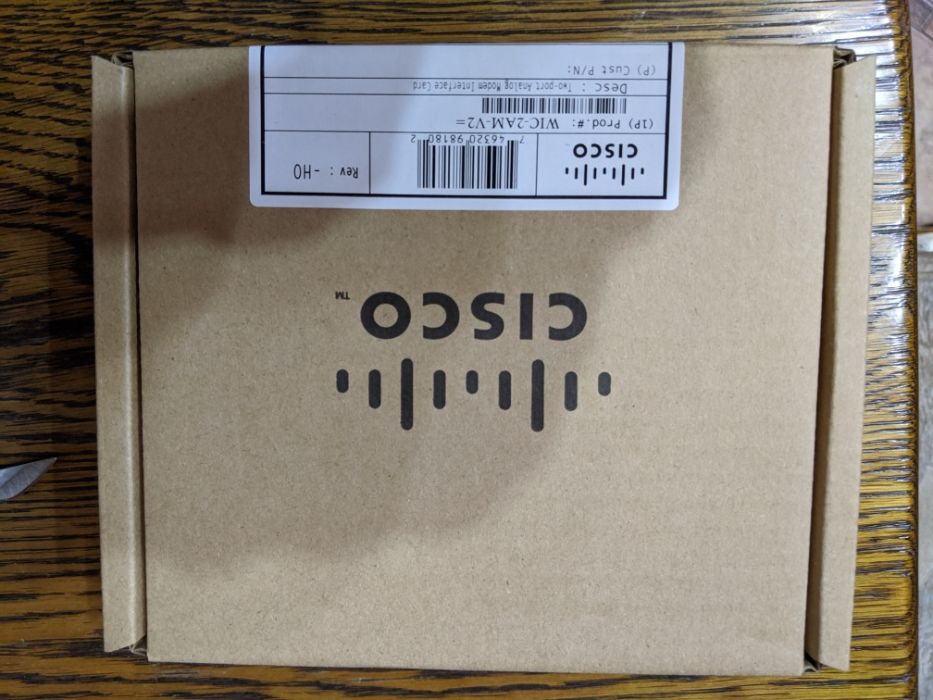 CISCO
7 46320 98180 2
Rev : -H0
(1P) Prod.#: WIC-2AM-V2=
Desc : Two-port Analog Modem Interface Card
(P) Cust P/N:
CISCO™